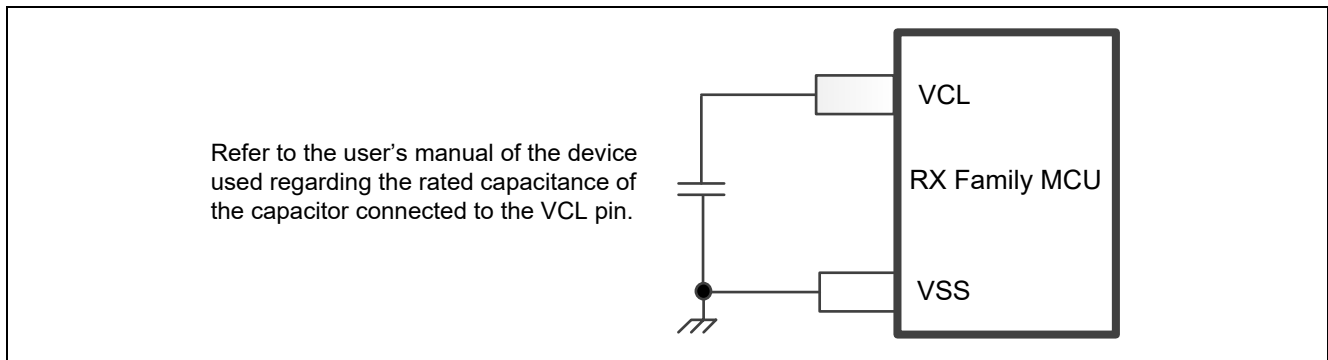 Refer to the user's manual of the device
used regarding the rated capacitance of
the capacitor connected to the VCL pin.
VCL
RX Family MCU
VSS